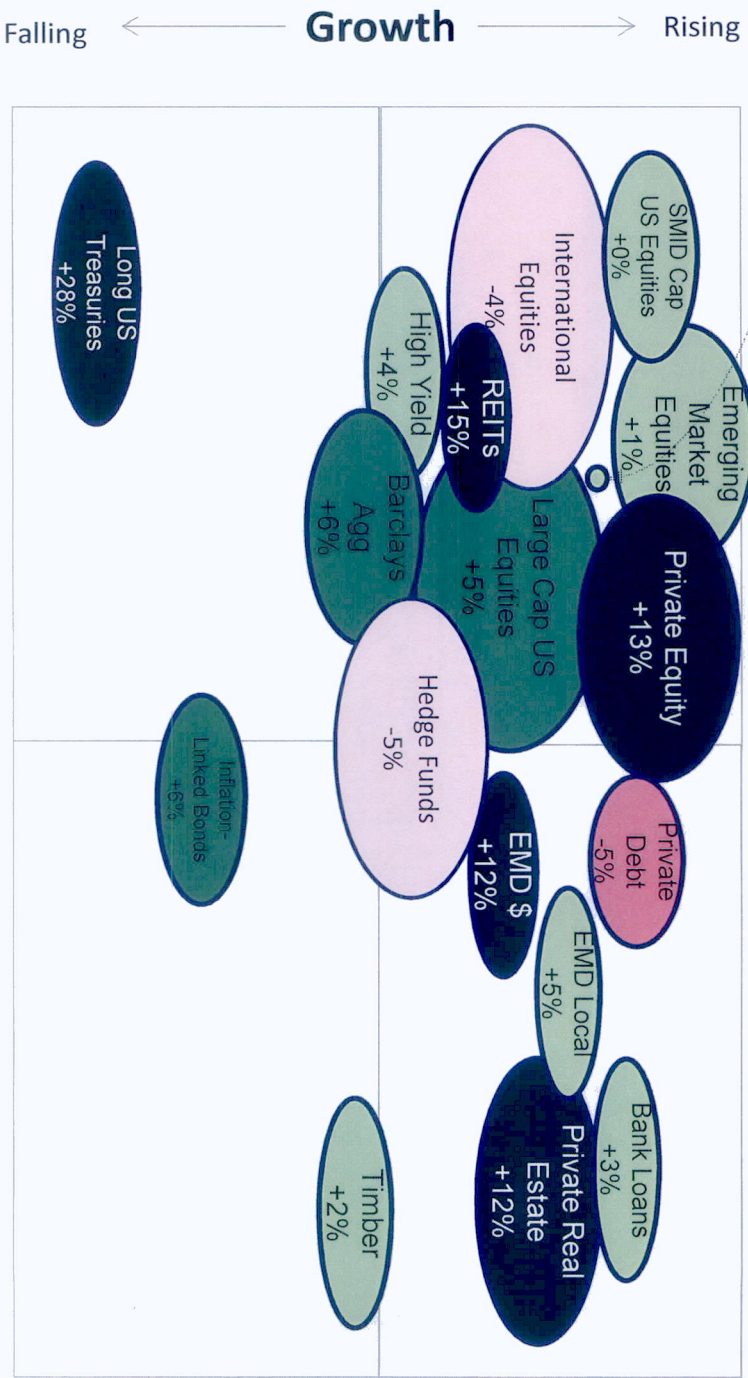 Falling
Growth
Rising
SMID Cap
US Equities
+0%
Emerging
Market
Equities
+1%
International
Equities
-4%
High Yield
+4%
REITs
+15%
Long US
Treasuries
+28%
Barclays
Agg
+6%
Large Cap US
Equities
+5%
Private Equity
+13%
Hedge Funds
-5%
Inflation-
Linked Bonds
+6%
Private
Debt
-5%
EMD $
+12%
EMD Local
+5%
Bank Loans
+3%
Private Real
Estate
+12%
Timber
+2%